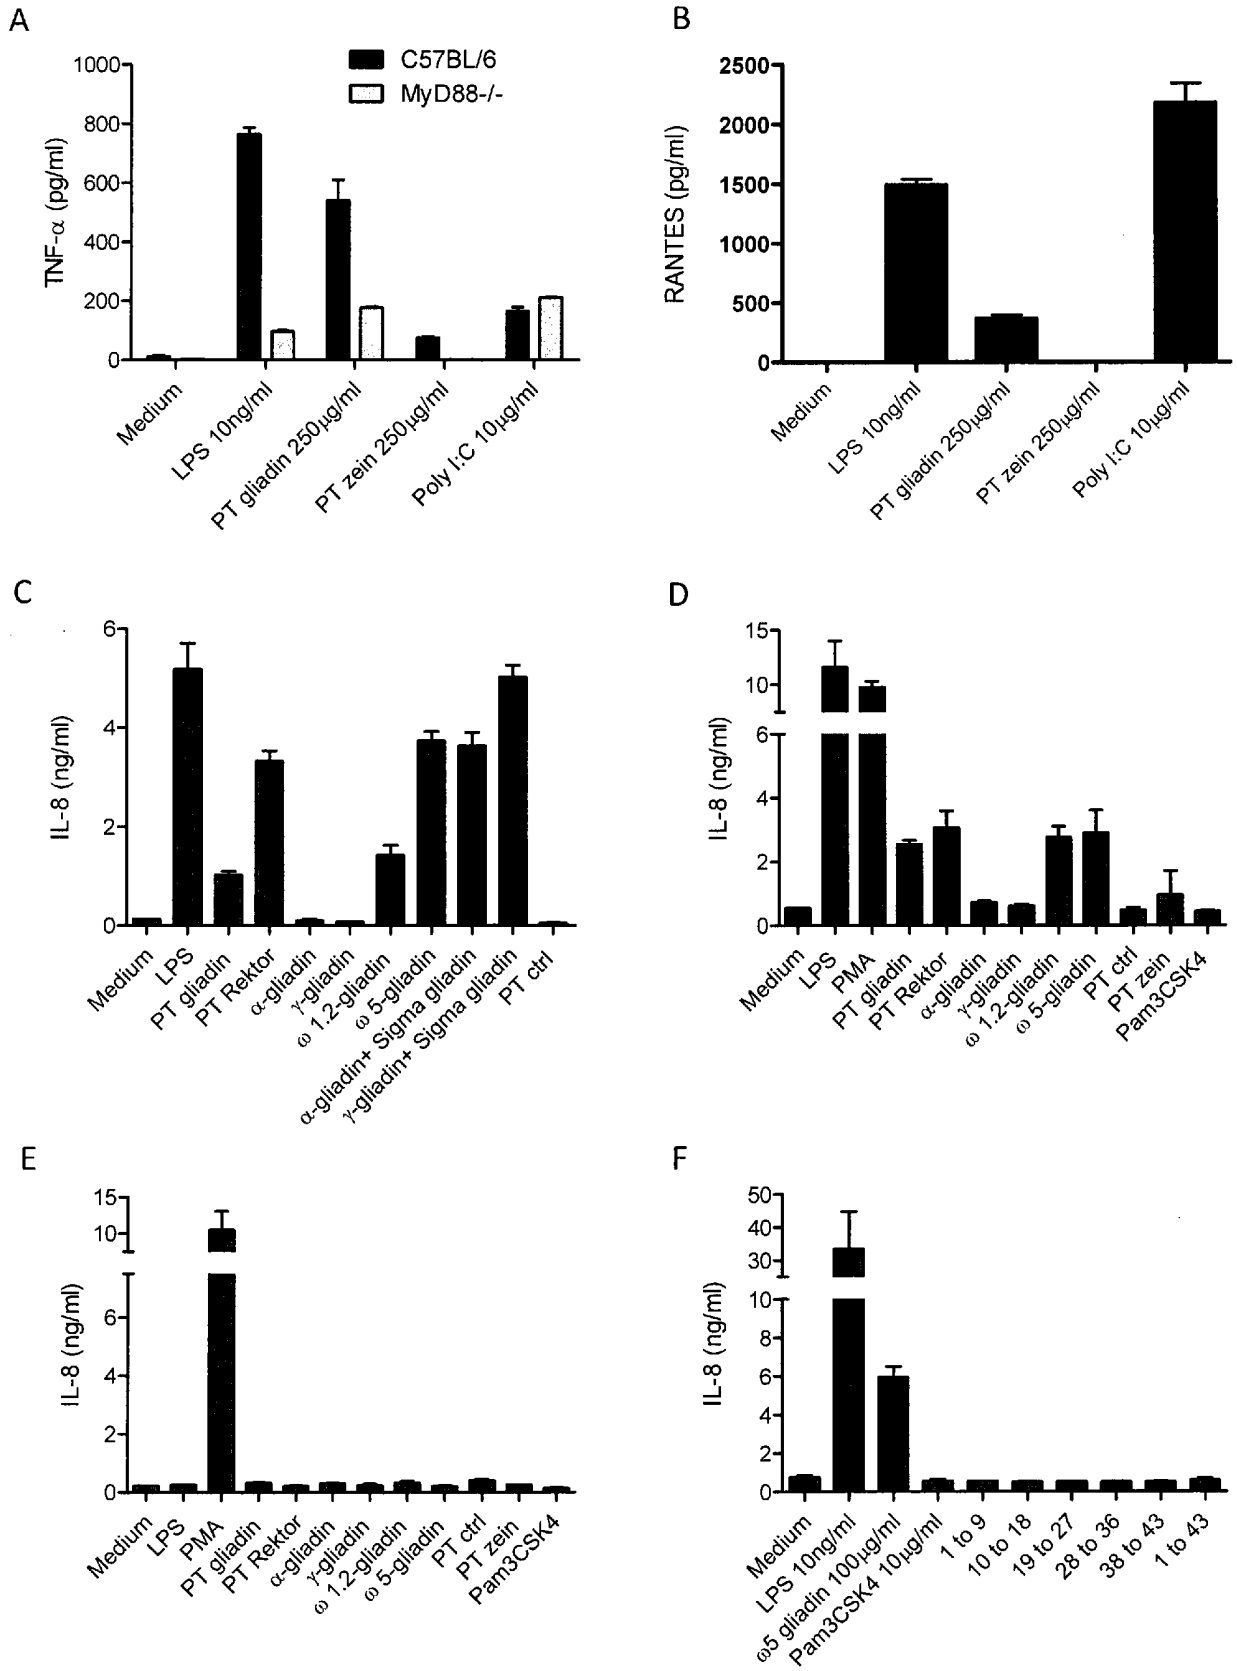 A
C57BL/6
MyD88-/-
TNF-α (pg/ml)
1000
800
600
400
200
0
Medium
LPS 10ng/ml
PT gliadin 250µg/ml
PT zein 250µg/ml
Poly I:C 10µg/ml
B
RANTES (pg/ml)
2500
2000
1500
1000
500
0
Medium
LPS 10ng/ml
PT gliadin 250µg/ml
PT zein 250µg/ml
Poly I:C 10µg/ml
C
IL-8 (ng/ml)
6
4
2
0
Medium
LPS
PT gliadin
PT Rektor
α-gliadin
γ-gliadin
ω 1.2-gliadin
ω 5-gliadin
α-gliadin+ Sigma gliadin
γ-gliadin+ Sigma gliadin
PT ctrl
D
IL-8 (ng/ml)
15
10
6
4
2
0
Medium
LPS
PMA
PT gliadin
PT Rektor
α-gliadin
γ-gliadin
ω 1.2-gliadin
ω 5-gliadin
PT ctrl
PT zein
Pam3CSK4
E
IL-8 (ng/ml)
15
10
6
4
2
0
Medium
LPS
PMA
PT gliadin
PT Rektor
α-gliadin
γ-gliadin
ω 1.2-gliadin
ω 5-gliadin
PT ctrl
PT zein
Pam3CSK4
F
IL-8 (ng/ml)
50
40
30
10
8
6
4
2
0
Medium
LPS 10ng/ml
ω5 gliadin 100µg/ml
Pam3CSK4 10µg/ml
1 to 9
10 to 18
19 to 27
28 to 36
38 to 43
1 to 43